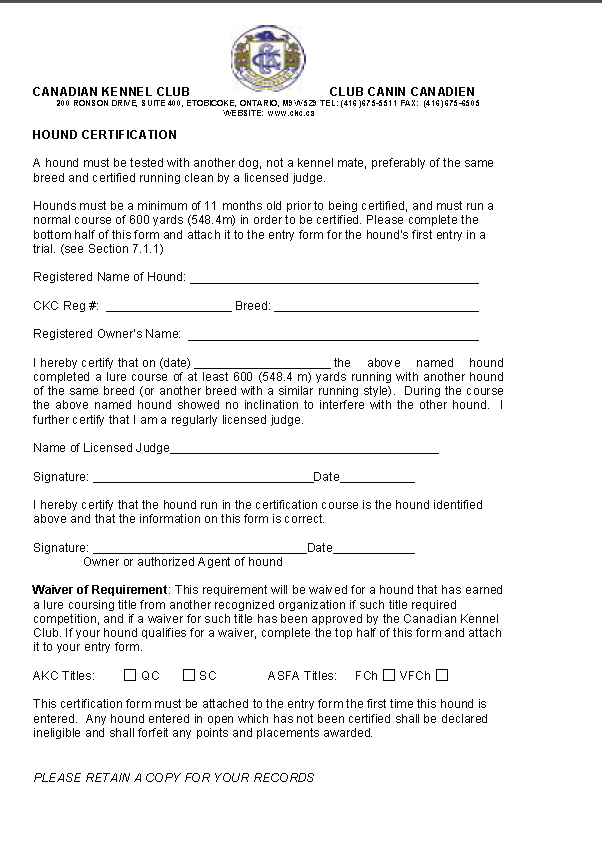 CANADIAN KENNEL CLUB CLUB CANIN CANADIEN
200 RONSON DRIVE, SUITE 400, ETOBICOKE, ONTARIO, M9W5Z9 TEL: (416)675-5511 FAX: (416)675-6506
WEBSITE: www.ckc.ca
HOUND CERTIFICATION
A hound must be tested with another dog, not a kennel mate, preferably of the same
breed and certified running clean by a licensed judge.
Hounds must be a minimum of 11 months old prior to being certified, and must run a
normal course of 600 yards (548.4m) in order to be certified. Please complete the
bottom half of this form and attach it to the entry form for the hound's first entry in a
trial. (see Section 7.1.1)
Registered Name of Hound:
CKC Reg #: Breed:
Registered Owner's Name:
I hereby certify that on (date) the above named hound
completed a lure course of at least 600 (548.4 m) yards running with another hound
of the same breed (or another breed with a similar running style). During the course
the above named hound showed no inclination to interfere with the other hound. I
further certify that I am a regularly licensed judge.
Name of Licensed Judge
Signature: Date
I hereby certify that the hound run in the certification course is the hound identified
above and that the information on this form is correct.
Signature: Date
Owner or authorized Agent of hound
Waiver of Requirement: This requirement will be waived for a hound that has earned
a lure coursing title from another recognized organization if such title required
competition, and if a waiver for such title has been approved by the Canadian Kennel
Club. If your hound qualifies for a waiver, complete the top half of this form and attach
it to your entry form.
AKC Titles: QC SC ASFA Titles: FCh VFCh
This certification form must be attached to the entry form the first time this hound is
entered. Any hound entered in open which has not been certified shall be declared
ineligible and shall forfeit any points and placements awarded.
PLEASE RETAIN A COPY FOR YOUR RECORDS